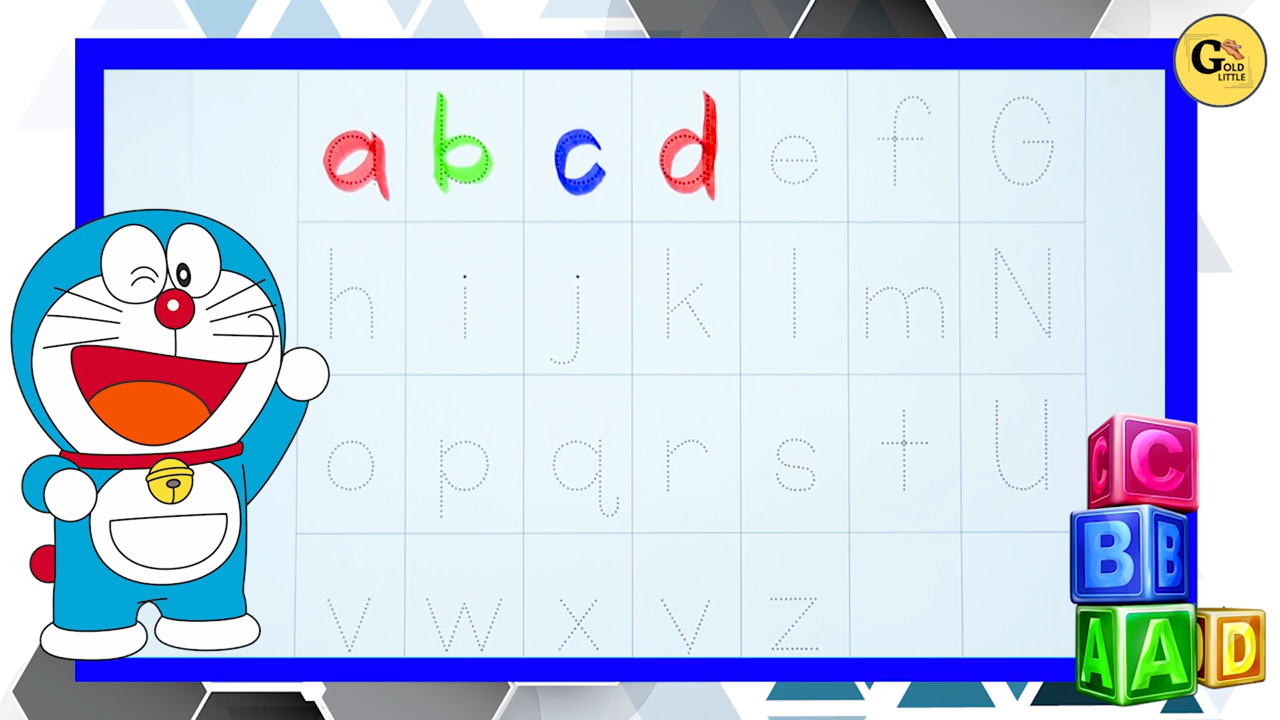 GOLD
LITTLE
a b c d e f G
h i j k l m N
o p q r s t U
v w x y z
C C
B B
A A D